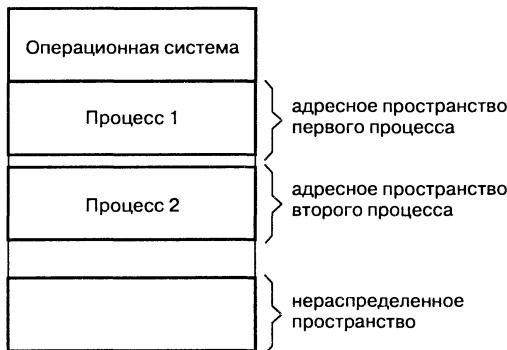 Операционная система
Процесс 1
адресное пространство
первого процесса
Процесс 2
адресное пространство
второго процесса
нераспределенное
пространство